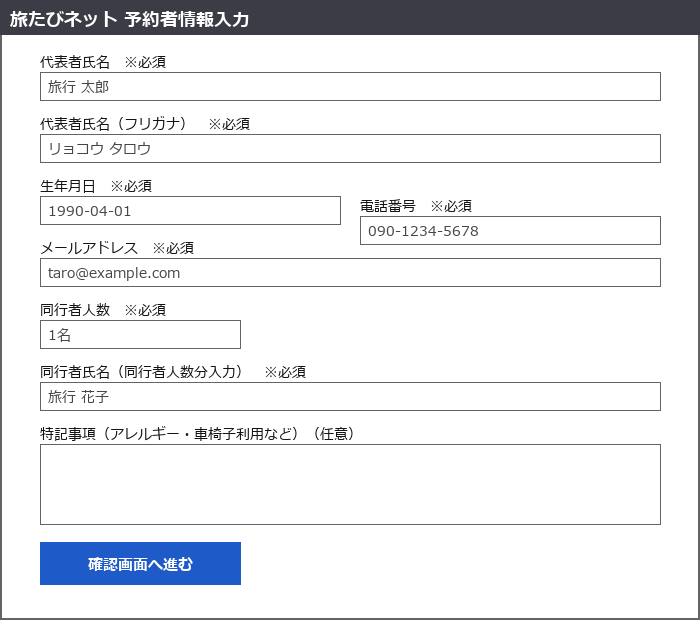 旅たびネット 予約者情報入力
代表者氏名　※必須
旅行 太郎
代表者氏名（フリガナ）　※必須
リョコウ タロウ
生年月日　※必須
1990-04-01
電話番号　※必須
090-1234-5678
メールアドレス　※必須
taro@example.com
同行者人数　※必須
1名
同行者氏名（同行者人数分入力）　※必須
旅行 花子
特記事項（アレルギー・車椅子利用など）（任意）
確認画面へ進む